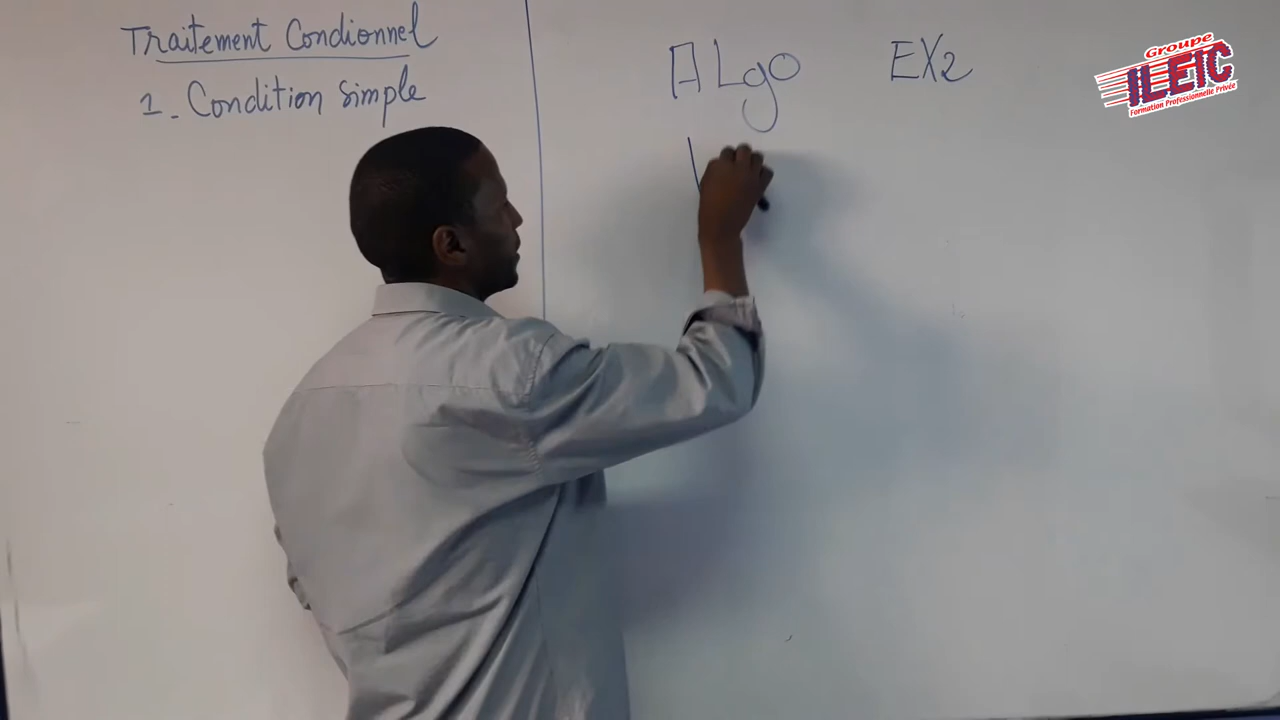 Traitement Condionnel
1. Condition simple
ALgo EX2
Groupe
ILEIC
Formation Professionnelle Privée